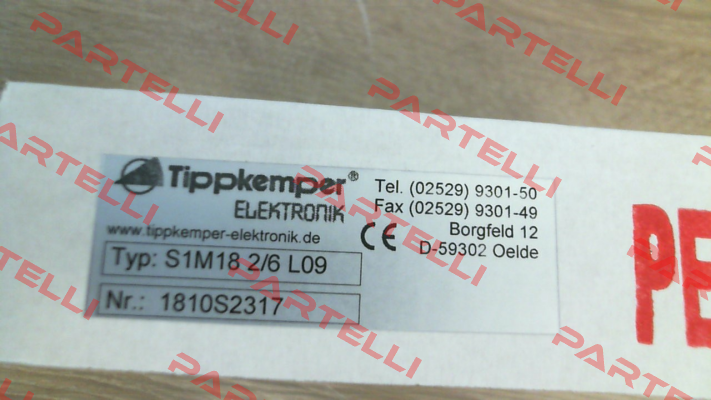 Tippkemper®
ELEKTRONIK
www.tippkemper-elektronik.de
Typ: S1M18 2/6 L09
Nr.: 1810S2317
Tel. (02529) 9301-50
Fax (02529) 9301-49
Borgfeld 12
D-59302 Oelde
CE
PE
PARTELLI
PARTELLI
PARTELLI
PARTELLI
PARTELLI
PARTELLI
PARTELLI
PARTELLI